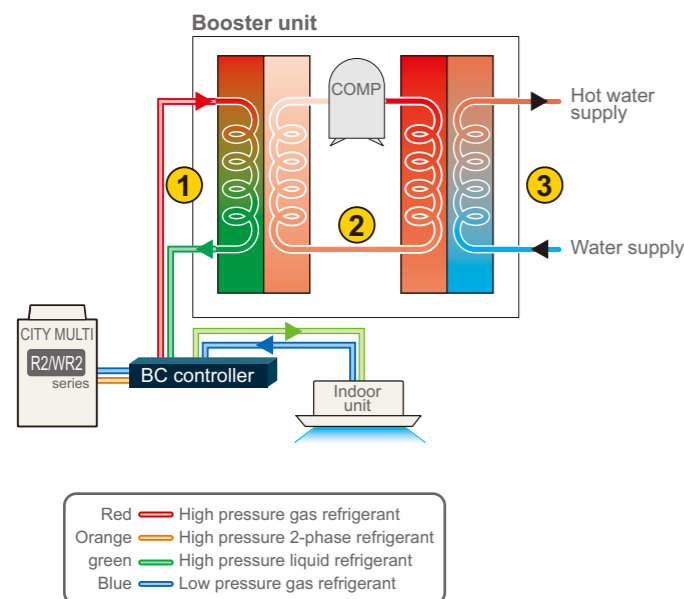 Booster unit
COMP
Hot water
supply
1
2
3
Water supply
CITY MULTI
R2/WR2
series
BC controller
Indoor
unit
Red High pressure gas refrigerant
Orange High pressure 2-phase refrigerant
green High pressure liquid refrigerant
Blue Low pressure gas refrigerant